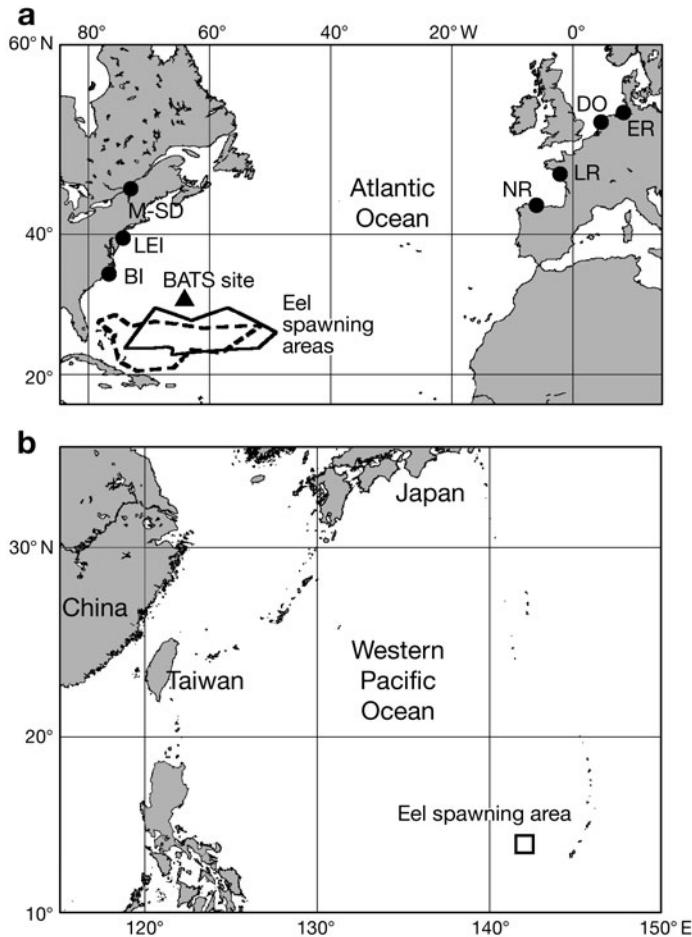 a
80°
60°
40°
20° W
0°
60° N
40°
20°
DO
ER
LR
NR
M-SD
LEI
BI
BATS site
Atlantic
Ocean
Eel
spawning
areas
b
30° N
20°
10°
Japan
China
Taiwan
Western
Pacific
Ocean
Eel spawning area
120°
130°
140°
150° E